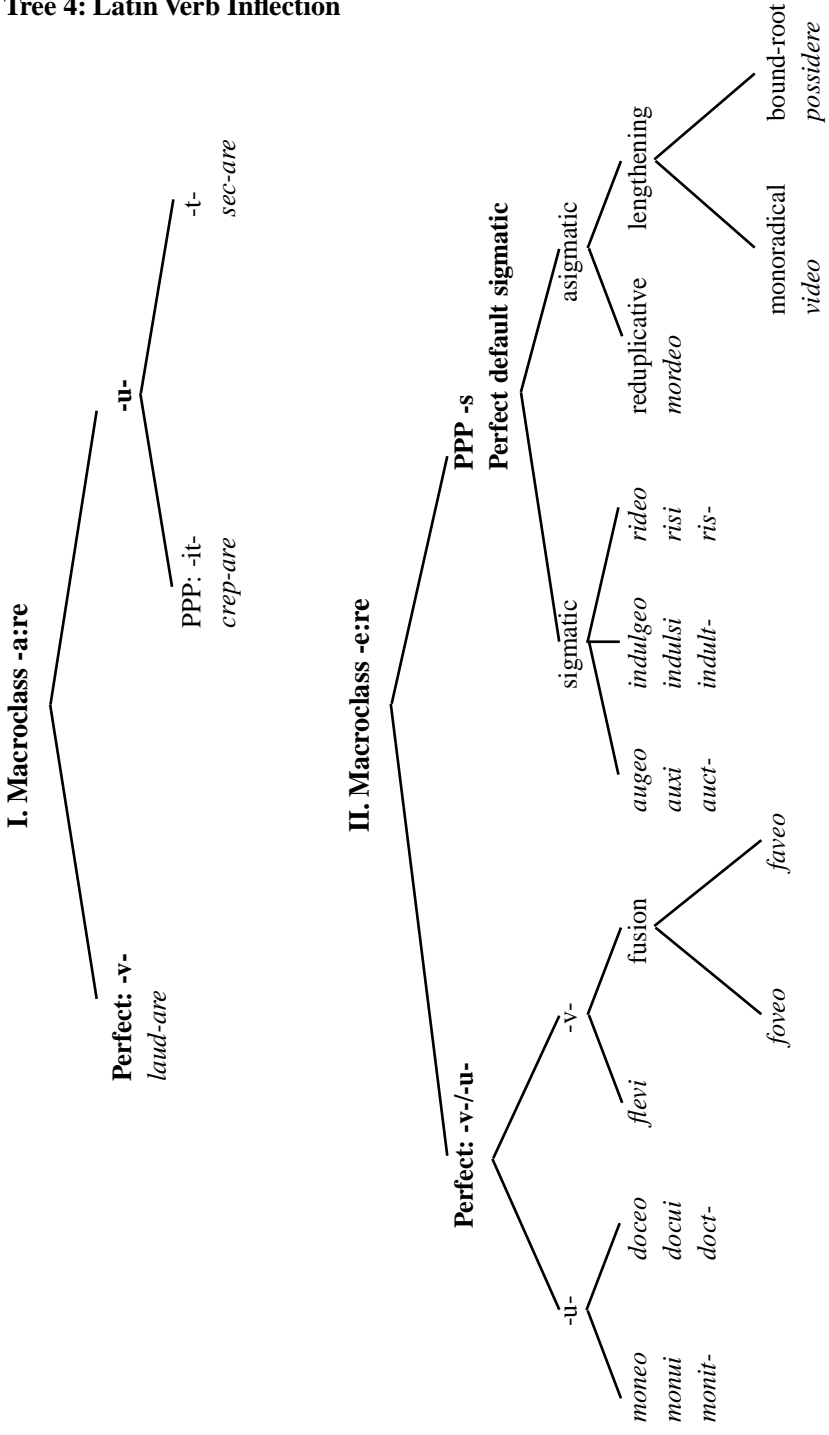 Tree 4: Latin Verb Inflection
I. Macroclass -a:re
Perfect: -v-
laud-are
-u-
PPP: -it-
crep-are
-t-
sec-are
II. Macroclass -e:re
Perfect: -v-/-u-
PPP -s
Perfect default sigmatic
-u-
-v-
sigmatic
asigmatic
moneo
monui
monit-
doceo
docui
doct-
flevi
fusion
augeo
auxi
auct-
indulgeo
indulsi
indult-
rideo
risi
ris-
reduplicative
mordeo
lengthening
foveo
faveo
monoradical
video
bound-root
possidere